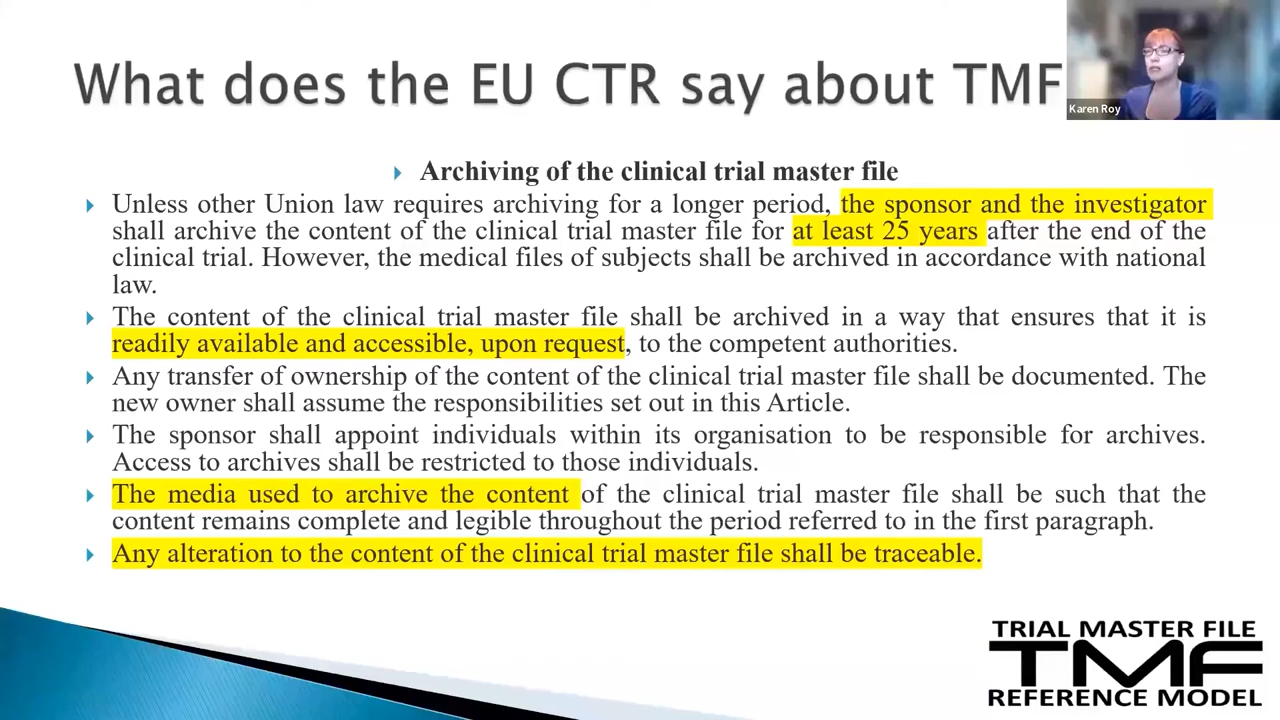 What does the EU CTR say about TMF
Karen Roy
Archiving of the clinical trial master file
Unless other Union law requires archiving for a longer period, the sponsor and the investigator
shall archive the content of the clinical trial master file for at least 25 years after the end of the
clinical trial. However, the medical files of subjects shall be archived in accordance with national
law.
The content of the clinical trial master file shall be archived in a way that ensures that it is
readily available and accessible, upon request, to the competent authorities.
Any transfer of ownership of the content of the clinical trial master file shall be documented. The
new owner shall assume the responsibilities set out in this Article.
The sponsor shall appoint individuals within its organisation to be responsible for archives.
Access to archives shall be restricted to those individuals.
The media used to archive the content of the clinical trial master file shall be such that the
content remains complete and legible throughout the period referred to in the first paragraph.
Any alteration to the content of the clinical trial master file shall be traceable.
TRIAL MASTER FILE
TMF
REFERENCE MODEL